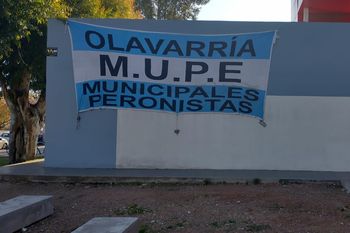 OLAVARRÍA
M.U.P.E
MUNICIPALES
PERONISTAS